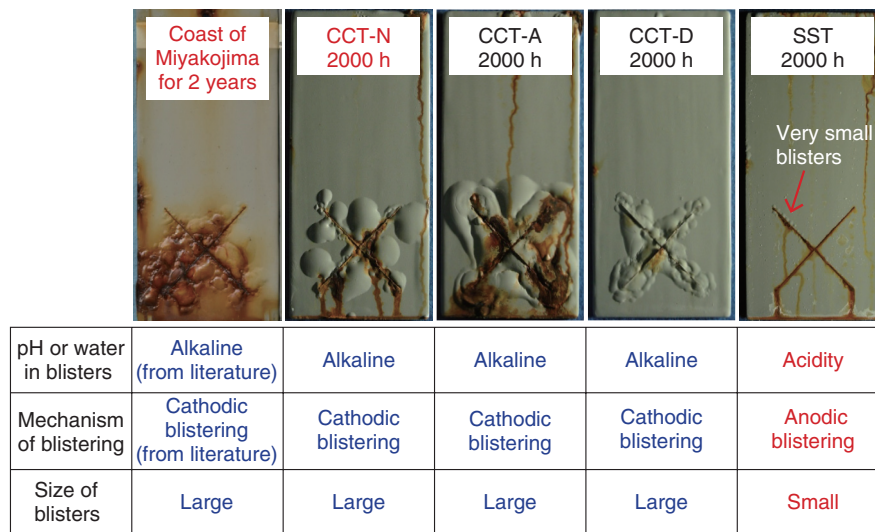 Coast of
Miyakojima
for 2 years
CCT-N
2000 h
CCT-A
2000 h
CCT-D
2000 h
SST
2000 h
Very small
blisters
pH or water
in blisters
Alkaline
(from literature)
Alkaline
Alkaline
Alkaline
Acidity
Mechanism
of blistering
Cathodic
blistering
(from literature)
Cathodic
blistering
Cathodic
blistering
Cathodic
blistering
Anodic
blistering
Size of
blisters
Large
Large
Large
Large
Small